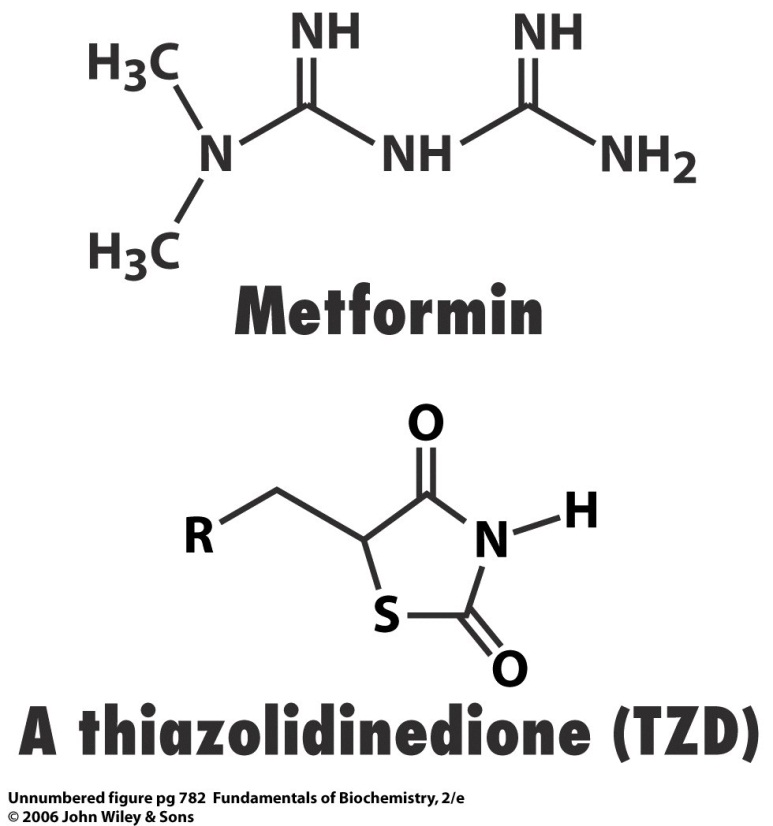 NH NH
H3C
N NH NH2
H3C
Metformin
O
H
R N
S
O
A thiazolidinedione (TZD)
Unnumbered figure pg 782 Fundamentals of Biochemistry, 2/e
© 2006 John Wiley & Sons